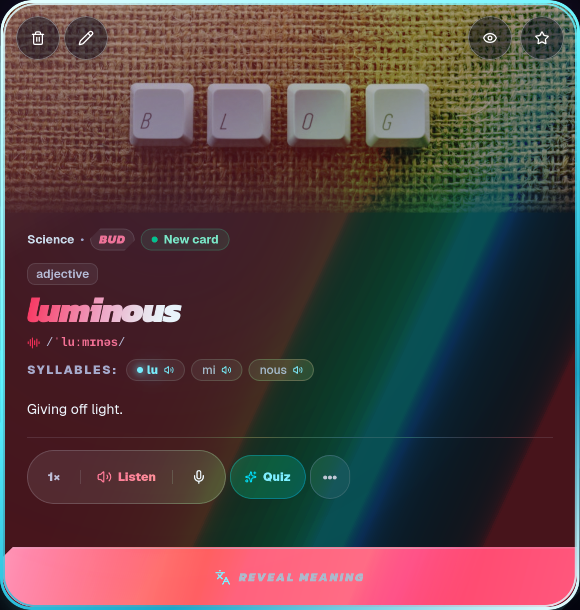 B L O G
Science • BUD New card
adjective
luminous
/ˈluːmɪnəs/
SYLLABLES: lu mi nous
Giving off light.
1× Listen Quiz
REVEAL MEANING